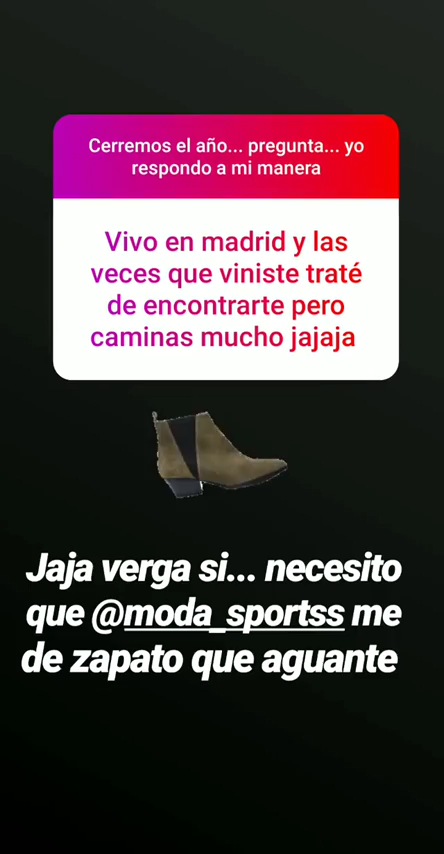 Cerremos el año... pregunta... yo
respondo a mi manera
Vivo en madrid y las
veces que viniste traté
de encontrarte pero
caminas mucho jajaja
Jaja verga si... necesito
que @moda_sportss me
de zapato que aguante